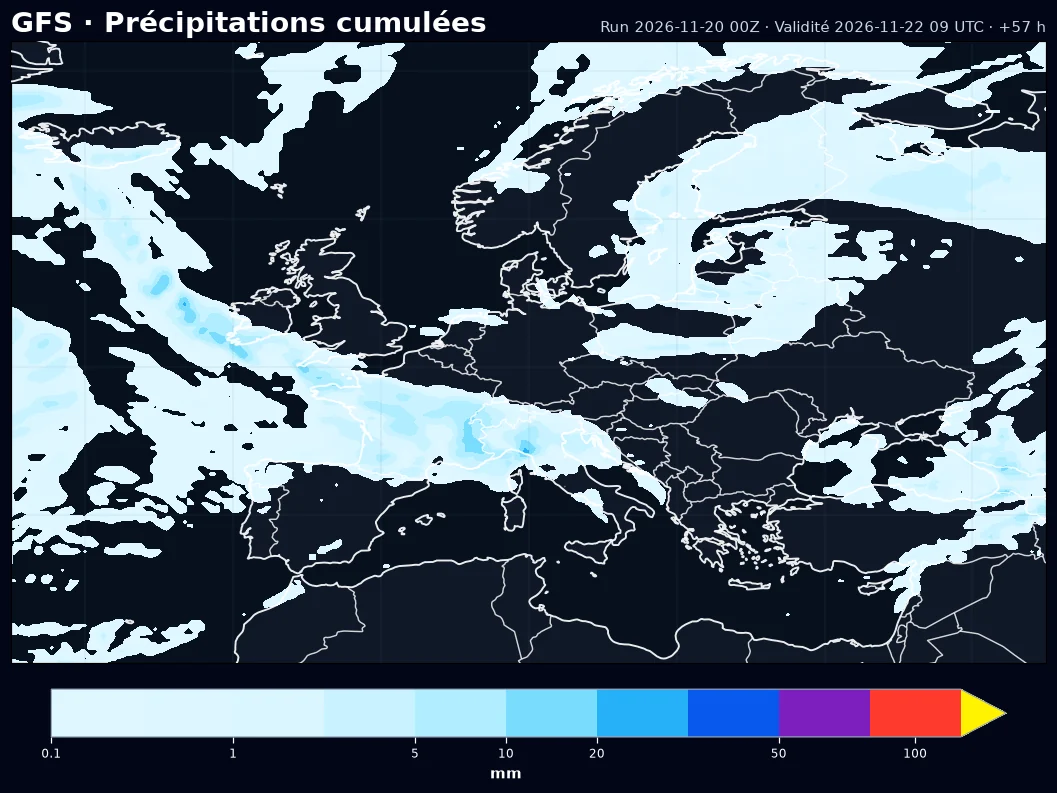 GFS · Précipitations cumulées
Run 2026-11-20 00Z · Validité 2026-11-22 09 UTC · +57 h
0.1 1 5 10 20 50 100
mm